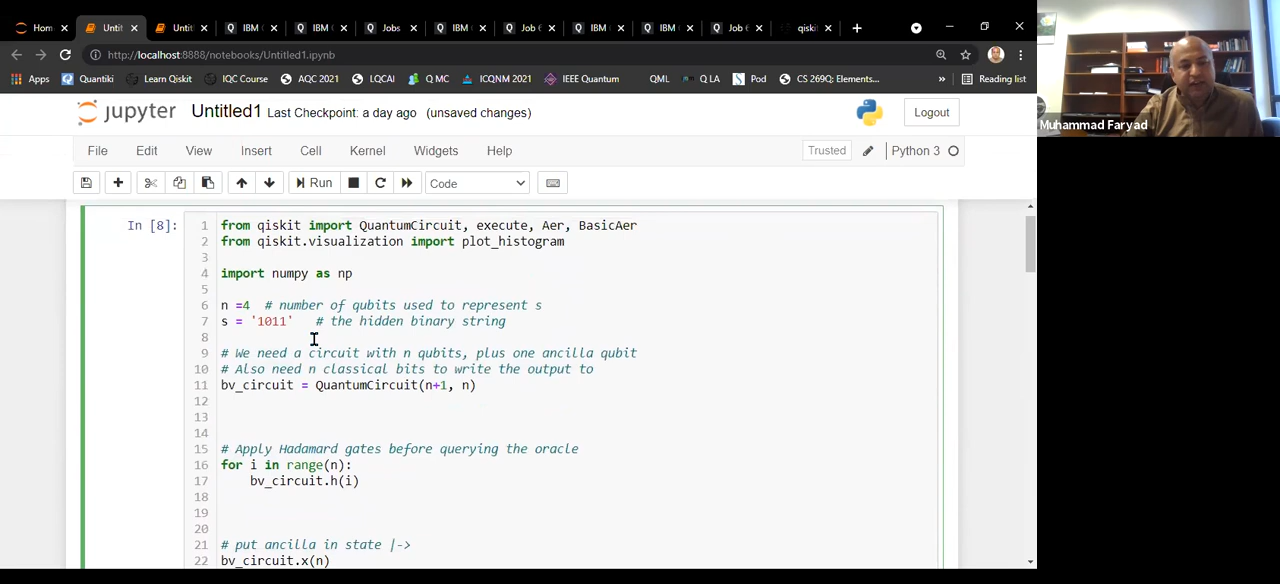 Hom
Untit
Untit
IBM (
IBM (
Jobs
IBM (
Job 6
IBM (
IBM (
Job 6
qiskit
http://localhost:8888/notebooks/Untitled1.ipynb
Apps Quantiki Learn Qiskit IQC Course AQC 2021 LQCAI Q MC ICQNM 2021 IEEE Quantum QML Q LA Pod CS 269Q: Elements... » Reading list
Muhammad Faryad
jupyter Untitled1 Last Checkpoint: a day ago (unsaved changes) Logout
File Edit View Insert Cell Kernel Widgets Help Trusted Python 3
Run Code
In [8]:
1 from qiskit import QuantumCircuit, execute, Aer, BasicAer
2 from qiskit.visualization import plot_histogram
3
4 import numpy as np
5
6 n =4 # number of qubits used to represent s
7 s = '1011' # the hidden binary string
8
9 # We need a circuit with n qubits, plus one ancilla qubit
10 # Also need n classical bits to write the output to
11 bv_circuit = QuantumCircuit(n+1, n)
12
13
14
15 # Apply Hadamard gates before querying the oracle
16 for i in range(n):
17 bv_circuit.h(i)
18
19
20
21 # put ancilla in state |->
22 bv_circuit.x(n)